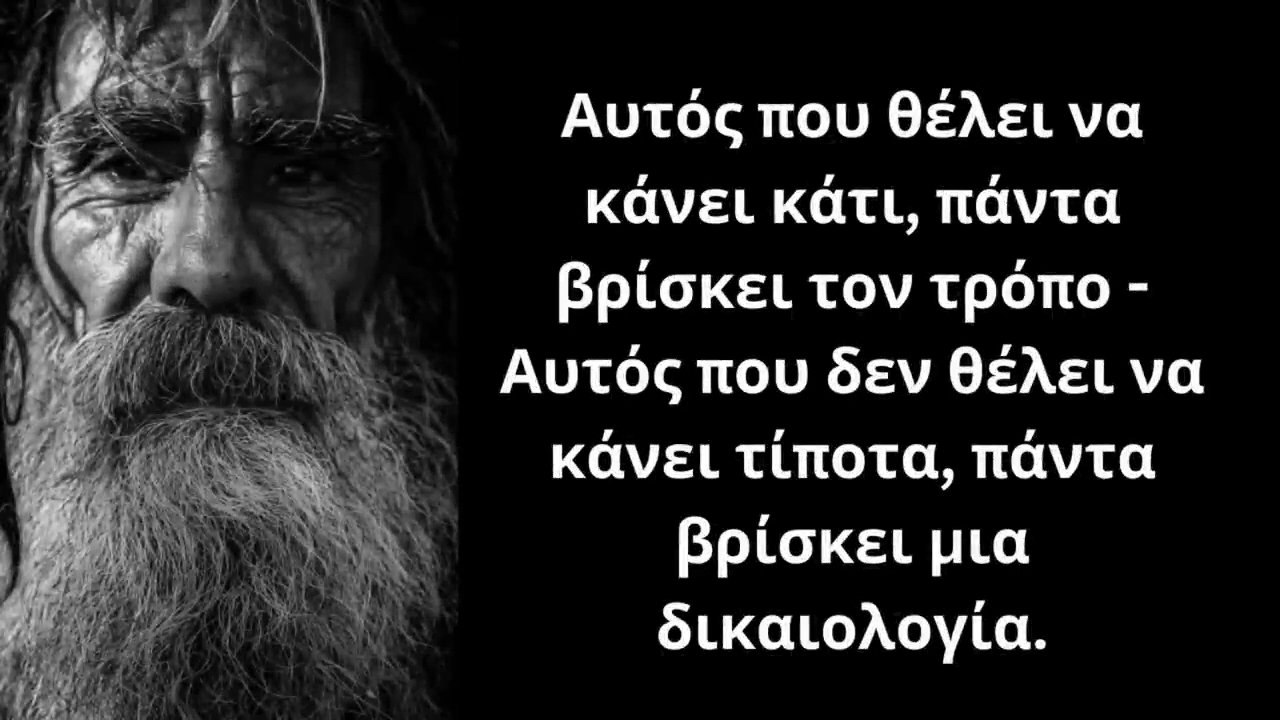 Αυτός που θέλει να
κάνει κάτι, πάντα
βρίσκει τον τρόπο -
Αυτός που δεν θέλει να
κάνει τίποτα, πάντα
βρίσκει μια
δικαιολογία.